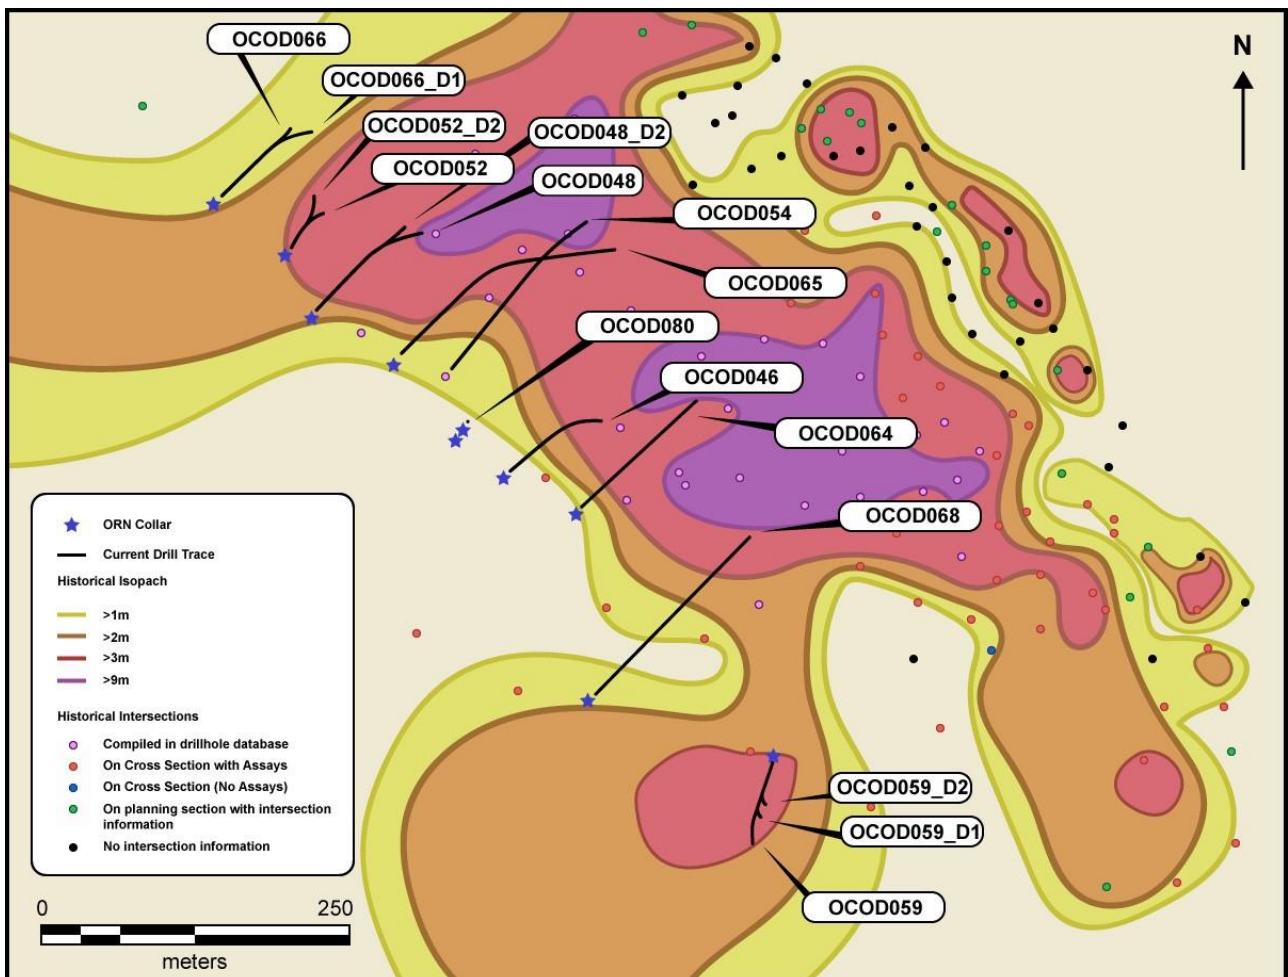 OCOD066
N
OCOD066_D1
OCOD052_D2
OCOD048_D2
OCOD052
OCOD048
OCOD054
OCOD065
OCOD080
OCOD046
OCOD064
OCOD068
ORN Collar
Current Drill Trace
Historical Isopach
>1m
>2m
>3m
>9m
Historical Intersections
Compiled in drillhole database
On Cross Section with Assays
On Cross Section (No Assays)
On planning section with intersection
information
No intersection information
OCOD059_D2
OCOD059_D1
OCOD059
0 250
meters